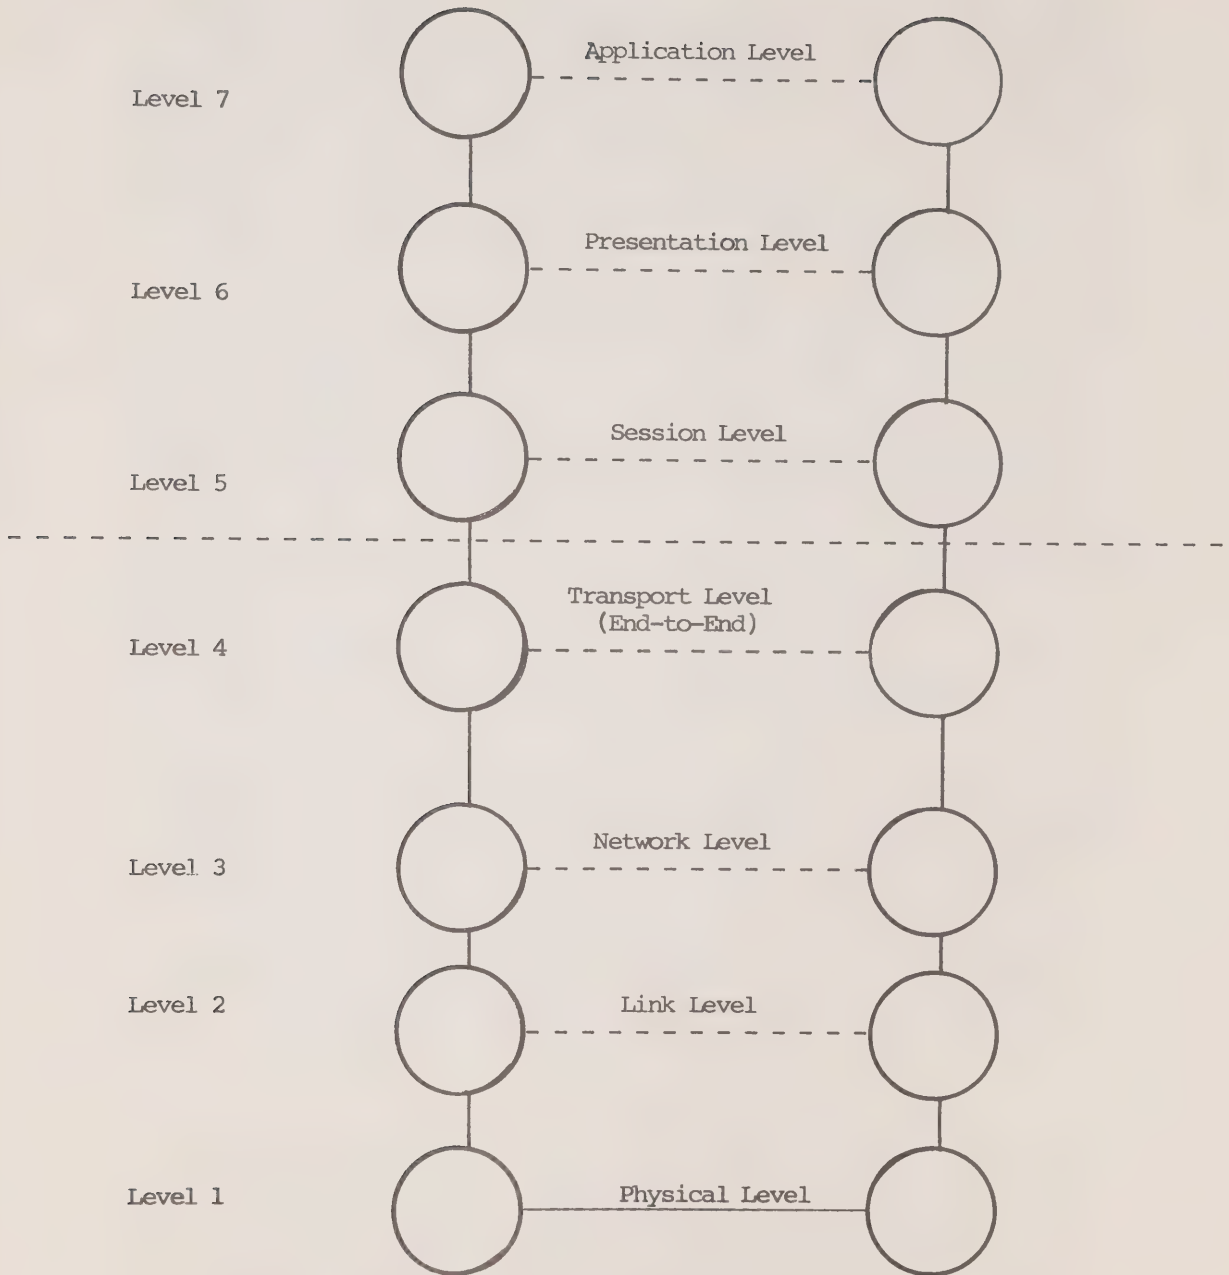 Application Level
Level 7
Presentation Level
Level 6
Session Level
Level 5
Transport Level
(End-to-End)
Level 4
Network Level
Level 3
Link Level
Level 2
Physical Level
Level 1